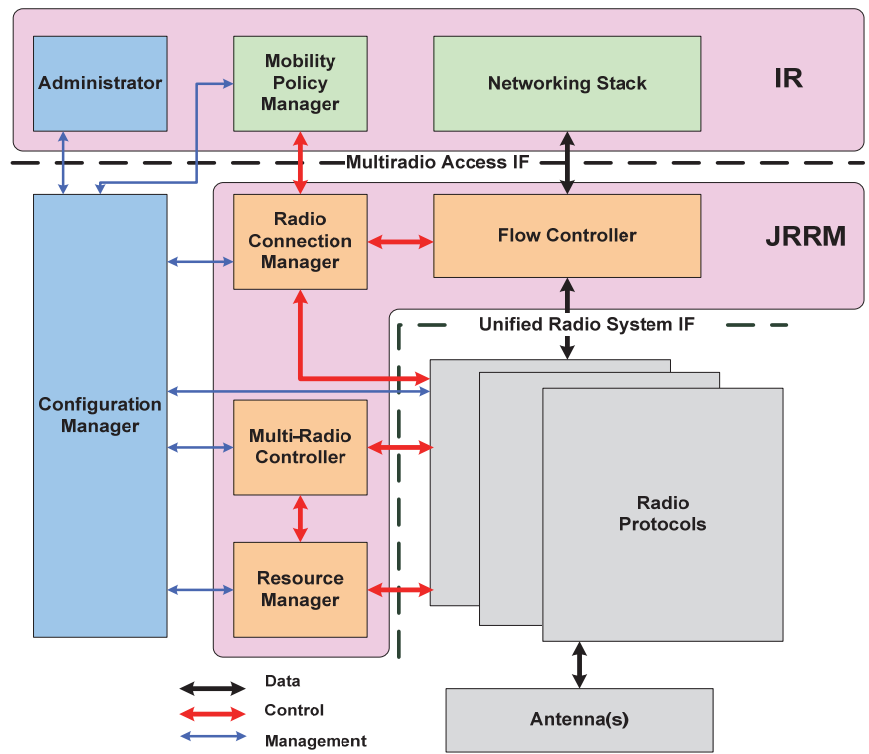 Administrator
Mobility
Policy
Manager
Networking Stack
IR
Multiradio Access IF
Radio
Connection
Manager
Flow Controller
JRRM
Unified Radio System IF
Configuration
Manager
Multi-Radio
Controller
Radio
Protocols
Resource
Manager
Data
Control
Management
Antenna(s)